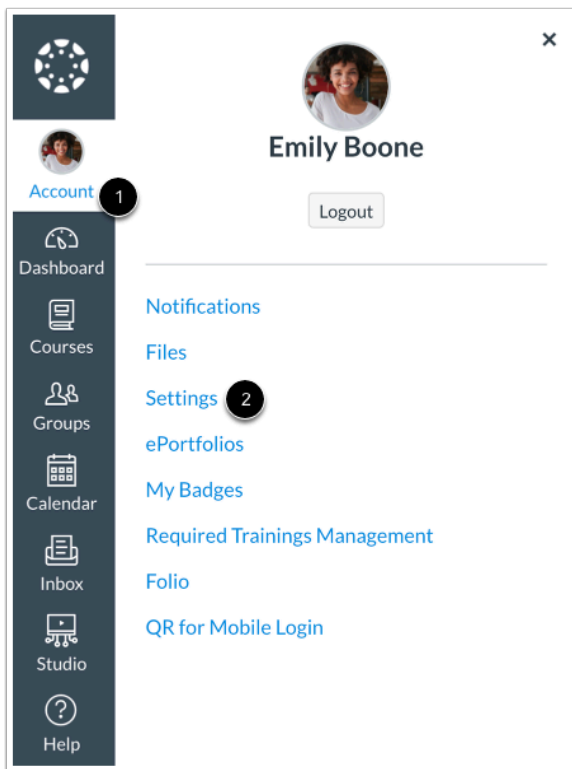 Emily Boone
Account
1
Logout
Dashboard
Courses
Groups
Calendar
Inbox
Studio
Help
Notifications
Files
Settings 2
ePortfolios
My Badges
Required Trainings Management
Folio
QR for Mobile Login